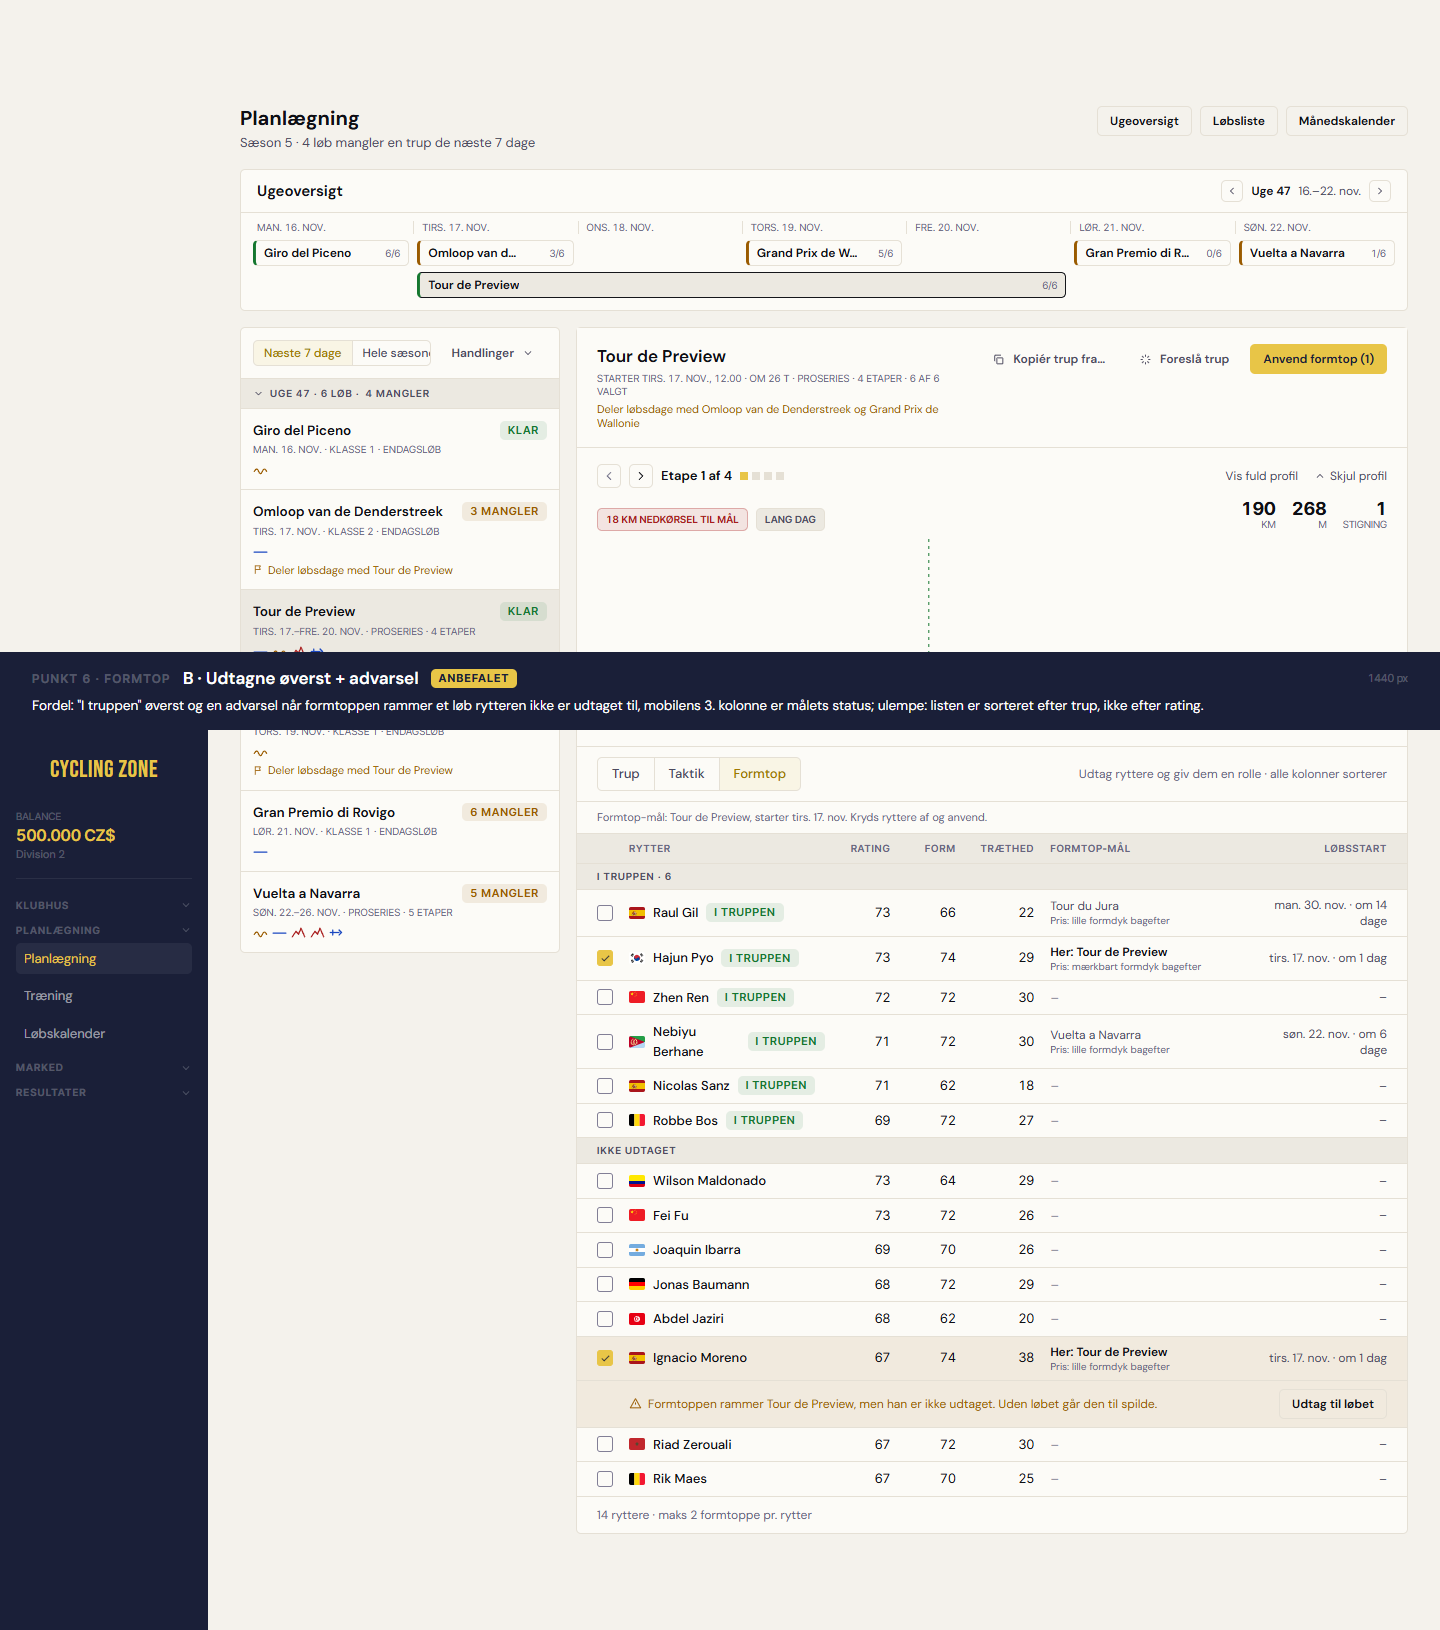 Planlægning
Sæson 5 · 4 løb mangler en trup de næste 7 dage
Ugeoversigt
Løbsliste
Månedskalender
Ugeoversigt
Uge 47 16.–22. nov.
MAN. 16. NOV.
TIRS. 17. NOV.
ONS. 18. NOV.
TORS. 19. NOV.
FRE. 20. NOV.
LØR. 21. NOV.
SØN. 22. NOV.
Giro del Piceno 6/6
Omloop van d... 3/6
Grand Prix de W... 5/6
Gran Premio di R... 0/6
Vuelta a Navarra 1/6
Tour de Preview 6/6
Næste 7 dage
Hele sæson
Handlinger
UGE 47 · 6 LØB · 4 MANGLER
Giro del Piceno KLAR
MAN. 16. NOV. · KLASSE 1 · ENDAGSLØB
Omloop van de Denderstreek 3 MANGLER
TIRS. 17. NOV. · KLASSE 2 · ENDAGSLØB
Deler løbsdage med Tour de Preview
Tour de Preview KLAR
TIRS. 17.–FRE. 20. NOV. · PROSERIES · 4 ETAPER
Tour de Preview
STARTER TIRS. 17. NOV., 12.00 · OM 26 T · PROSERIES · 4 ETAPER · 6 AF 6
VALGT
Deler løbsdage med Omloop van de Denderstreek og Grand Prix de
Wallonie
Kopiér trup fra...
Foreslå trup
Anvend formtop (1)
Etape 1 af 4
Vis fuld profil
Skjul profil
18 KM NEDKØRSEL TIL MÅL
LANG DAG
190 268 1
KM M STIGNING
PUNKT 6 · FORMTOP B · Udtagne øverst + advarsel ANBEFALET
1440 px
Fordel: "I truppen" øverst og en advarsel når formtoppen rammer et løb rytteren ikke er udtaget til, mobilens 3. kolonne er målets status; ulempe: listen er sorteret efter trup, ikke efter rating.
CYCLING ZONE
BALANCE
500.000 CZ$
Division 2
KLUBHUS
PLANLÆGNING
Planlægning
Træning
Løbskalender
MARKED
RESULTATER
TORS. 19. NOV. · KLASSE 1 · ENDAGSLØB
Deler løbsdage med Tour de Preview
Gran Premio di Rovigo 6 MANGLER
LØR. 21. NOV. · KLASSE 1 · ENDAGSLØB
Vuelta a Navarra 5 MANGLER
SØN. 22.–26. NOV. · PROSERIES · 5 ETAPER
Trup
Taktik
Formtop
Udtag ryttere og giv dem en rolle · alle kolonner sorterer
Formtop-mål: Tour de Preview, starter tirs. 17. nov. Kryds ryttere af og anvend.
RYTTER RATING FORM TRÆTHED FORMTOP-MÅL LØBSSTART
I TRUPPEN · 6
Raul Gil I TRUPPEN 73 66 22 Tour du Jura man. 30. nov. · om 14
Pris: lille formdyk bagefter dage
Hajun Pyo I TRUPPEN 73 74 29 Her: Tour de Preview tirs. 17. nov. · om 1 dag
Pris: mærkbart formdyk bagefter
Zhen Ren I TRUPPEN 72 72 30 – –
Nebiyu I TRUPPEN 71 72 30 Vuelta a Navarra søn. 22. nov. · om 6
Berhane Pris: lille formdyk bagefter dage
Nicolas Sanz I TRUPPEN 71 62 18 – –
Robbe Bos I TRUPPEN 69 72 27 – –
IKKE UDTAGET
Wilson Maldonado 73 64 29 – –
Fei Fu 73 72 26 – –
Joaquin Ibarra 69 70 26 – –
Jonas Baumann 68 72 29 – –
Abdel Jaziri 68 62 20 – –
Ignacio Moreno 67 74 38 Her: Tour de Preview tirs. 17. nov. · om 1 dag
Pris: lille formdyk bagefter
Formtoppen rammer Tour de Preview, men han er ikke udtaget. Uden løbet går den til spilde. Udtag til løbet
Riad Zerouali 67 72 30 – –
Rik Maes 67 70 25 – –
14 ryttere · maks 2 formtoppe pr. rytter